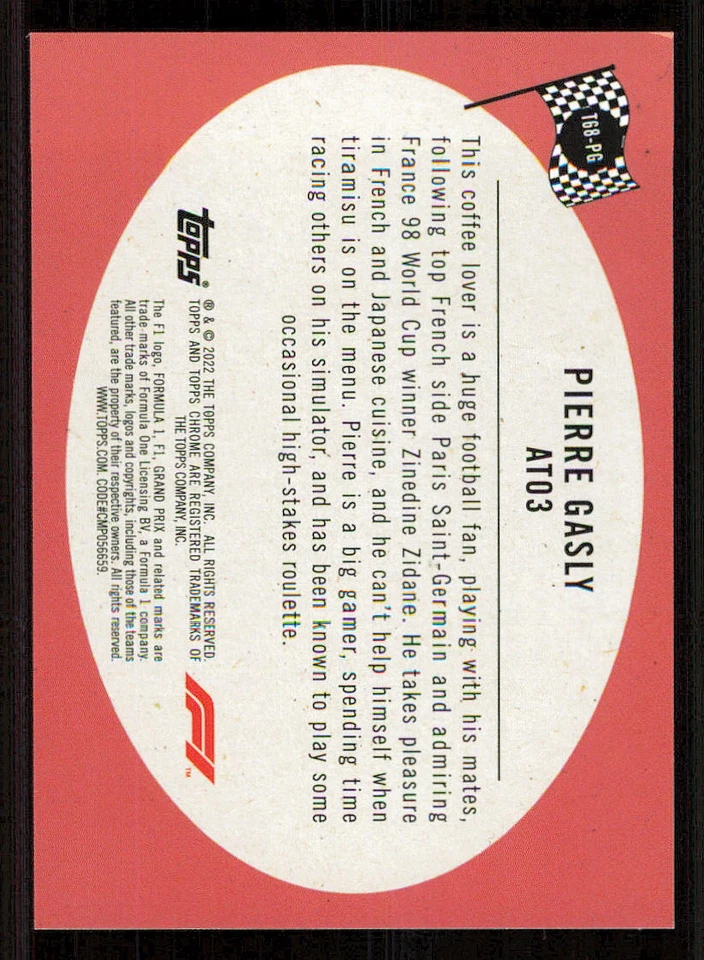 T68-PG
PIERRE GASLY
AT03
This coffee lover is a huge football fan, playing with his mates,
following top French side Paris Saint-Germain and admiring
France 98 World Cup winner Zinedine Zidane. He takes pleasure
in French and Japanese cuisine, and he can't help himself when
tiramisu is on the menu. Pierre is a big gamer, spending time
racing others on his simulator, and has been known to play some
occasional high-stakes roulette.
topps®
® & © 2022 THE TOPPS COMPANY, INC. ALL RIGHTS RESERVED.
TOPPS AND TOPPS CHROME ARE REGISTERED TRADEMARKS OF
THE TOPPS COMPANY, INC.
The F1 logo, FORMULA 1, F1, GRAND PRIX and related marks are
trade marks of Formula One Licensing BV, a Formula 1 company.
All other trade marks, logos and copyrights, including those of the teams
featured, are the property of their respective owners. All rights reserved.
WWW.TOPPS.COM. CODE#CMP056659.
F1™